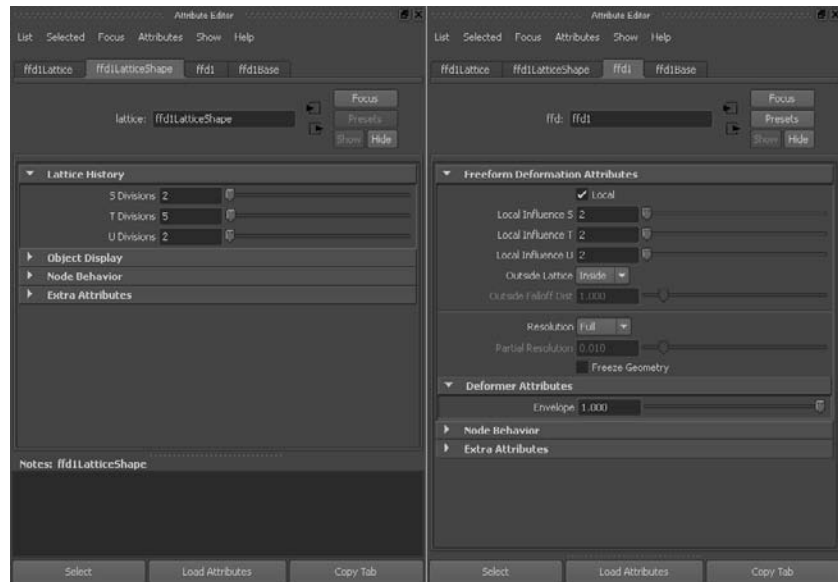 Attribute Editor
List Selected Focus Attributes Show Help
ffd1Lattice ffd1LatticeShape ffd1 ffd1Base
Focus
lattice: ffd1LatticeShape
Presets
Show Hide
Lattice History
S Divisions 2
T Divisions 5
U Divisions 2
Object Display
Node Behavior
Extra Attributes
Notes: ffd1LatticeShape
Select Load Attributes Copy Tab
Attribute Editor
List Selected Focus Attributes Show Help
ffd1Lattice ffd1LatticeShape ffd1 ffd1Base
Focus
ffd: ffd1
Presets
Show Hide
Freeform Deformation Attributes
Local
Local Influence S 2
Local Influence T 2
Local Influence U 2
Outside Lattice Inside
Outside Falloff Dist 1.000
Resolution Full
Partial Resolution 0.010
Freeze Geometry
Deformer Attributes
Envelope 1.000
Node Behavior
Extra Attributes
Select Load Attributes Copy Tab